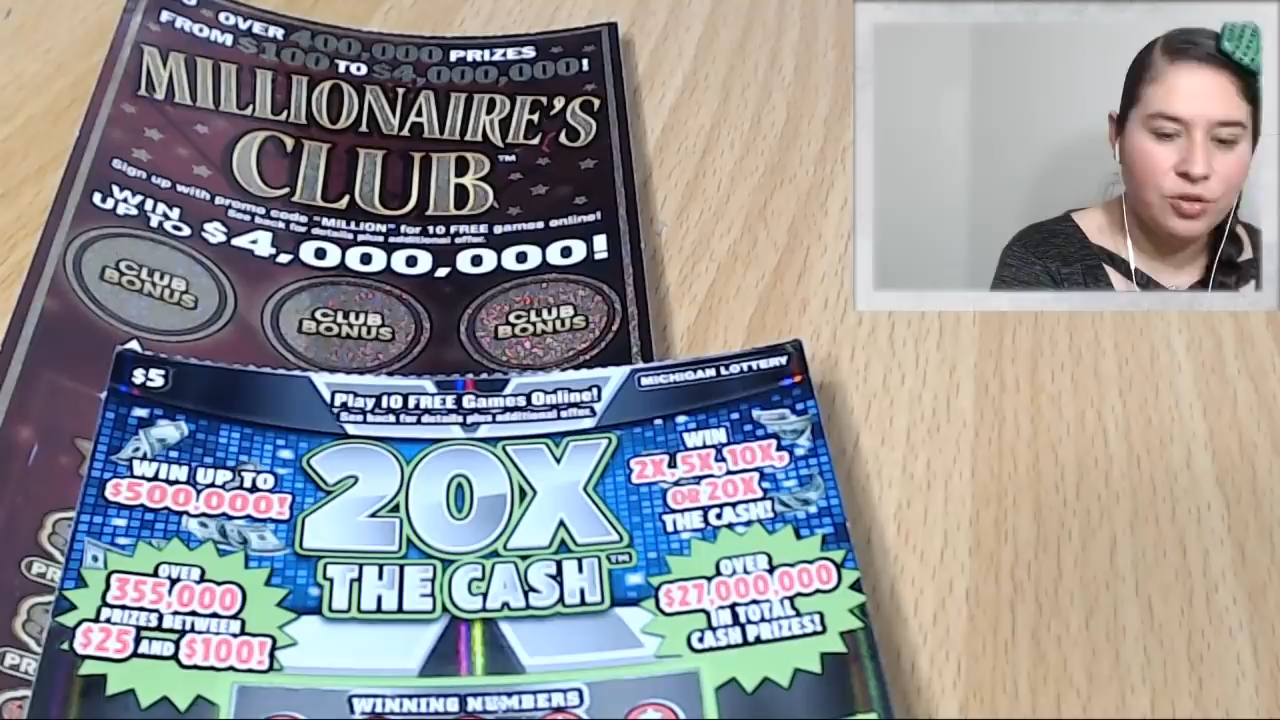 OVER 400,000 PRIZES
FROM $100 TO $4,000,000!
MILLIONAIRE'S
CLUB™
Sign up with promo code "MILLION" for 10 FREE games online!
See back for details plus additional offer.
WIN
UP TO $4,000,000!
CLUB
BONUS
CLUB
BONUS
CLUB
BONUS
$5
Play 10 FREE Games Online!
See back for details plus additional offer.
MICHIGAN LOTTERY
WIN UP TO
$500,000!
20X
THE CASH™
WIN
2X, 5X, 10X,
OR 20X
THE CASH!
OVER
355,000
PRIZES BETWEEN
$25 AND $100!
OVER
$27,000,000
IN TOTAL
CASH PRIZES!
WINNING NUMBERS